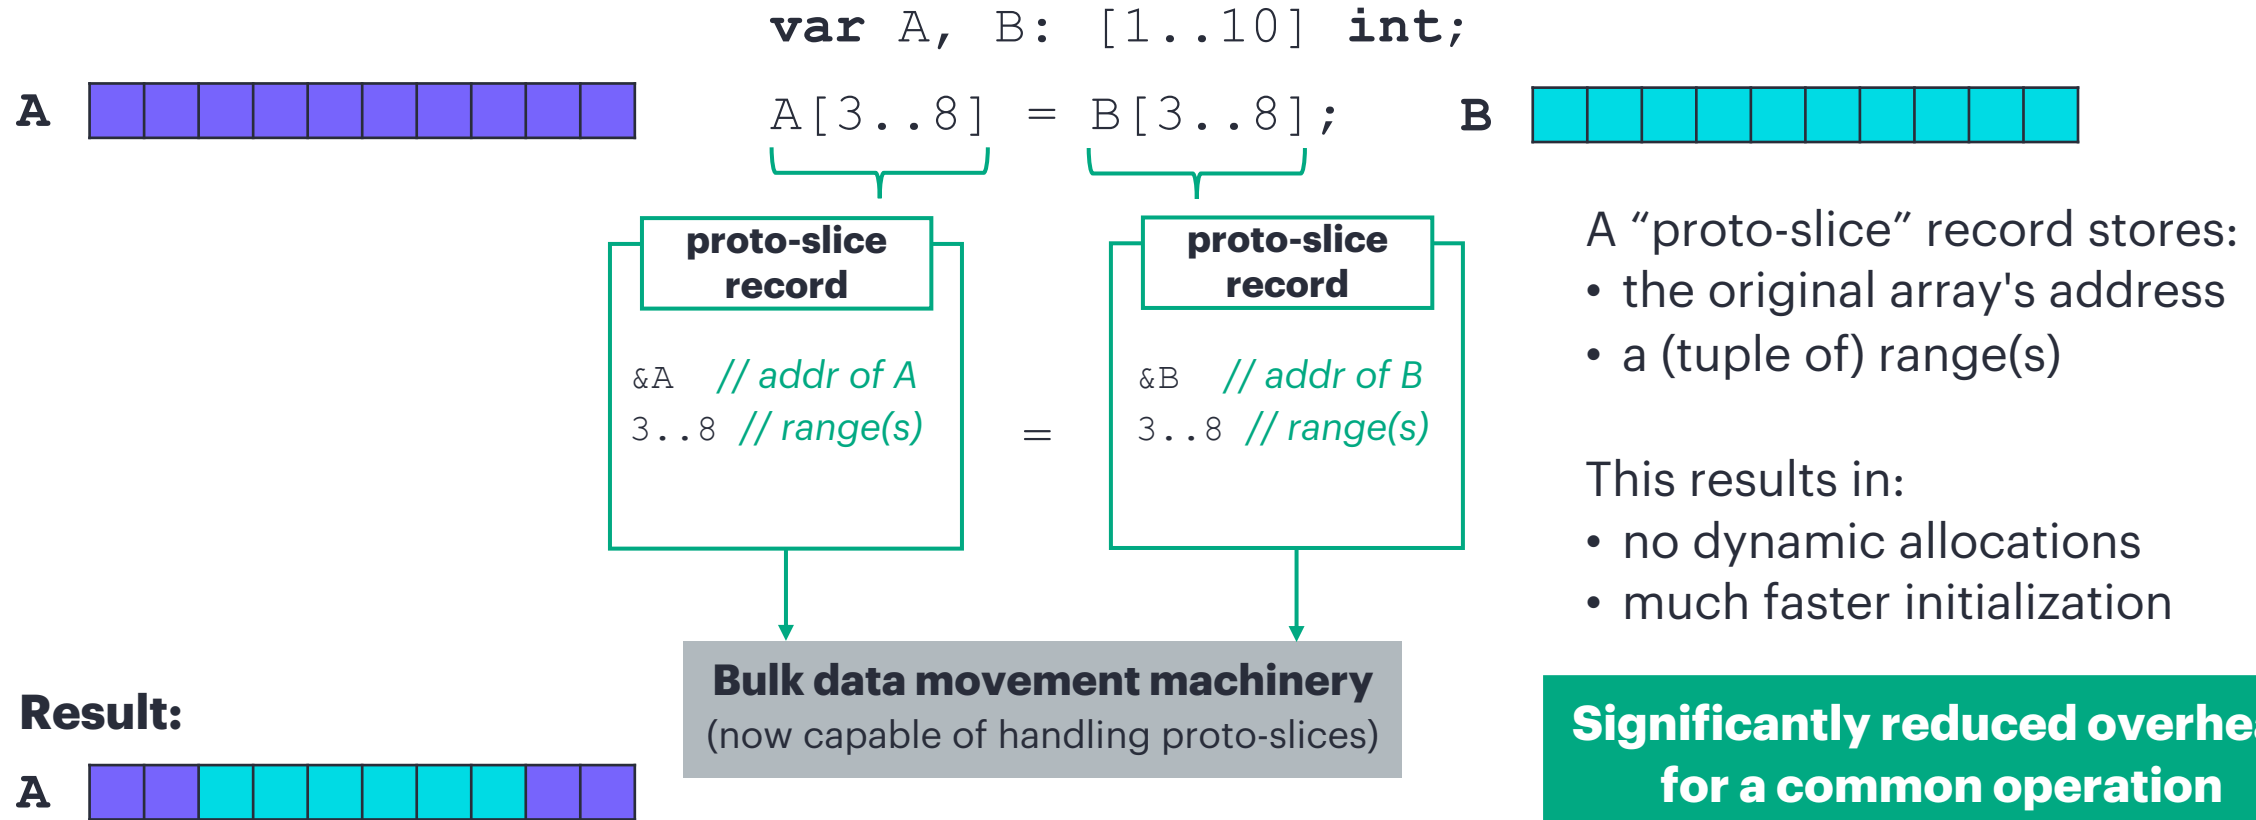 var A, B: [1..10] int;
A
A[3..8] = B[3..8];
B
proto-slice
record
&A // addr of A
3..8 // range(s)
=
proto-slice
record
&B // addr of B
3..8 // range(s)
Bulk data movement machinery
(now capable of handling proto-slices)
A “proto-slice” record stores:
• the original array's address
• a (tuple of) range(s)
This results in:
• no dynamic allocations
• much faster initialization
Significantly reduced
for a common operation
Result:
A